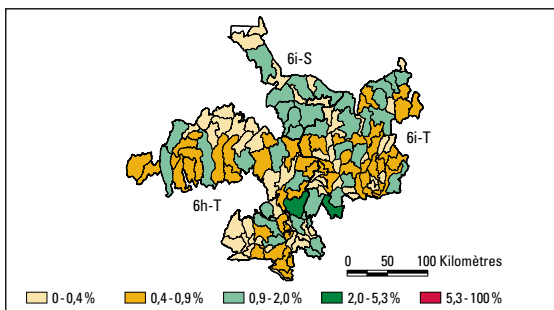 6i-S
6i-T
6h-T
0 50 100 Kilomètres
0 - 0,4 % 0,4 - 0,9 % 0,9 - 2,0 % 2,0 - 5,3 % 5,3 - 100 %